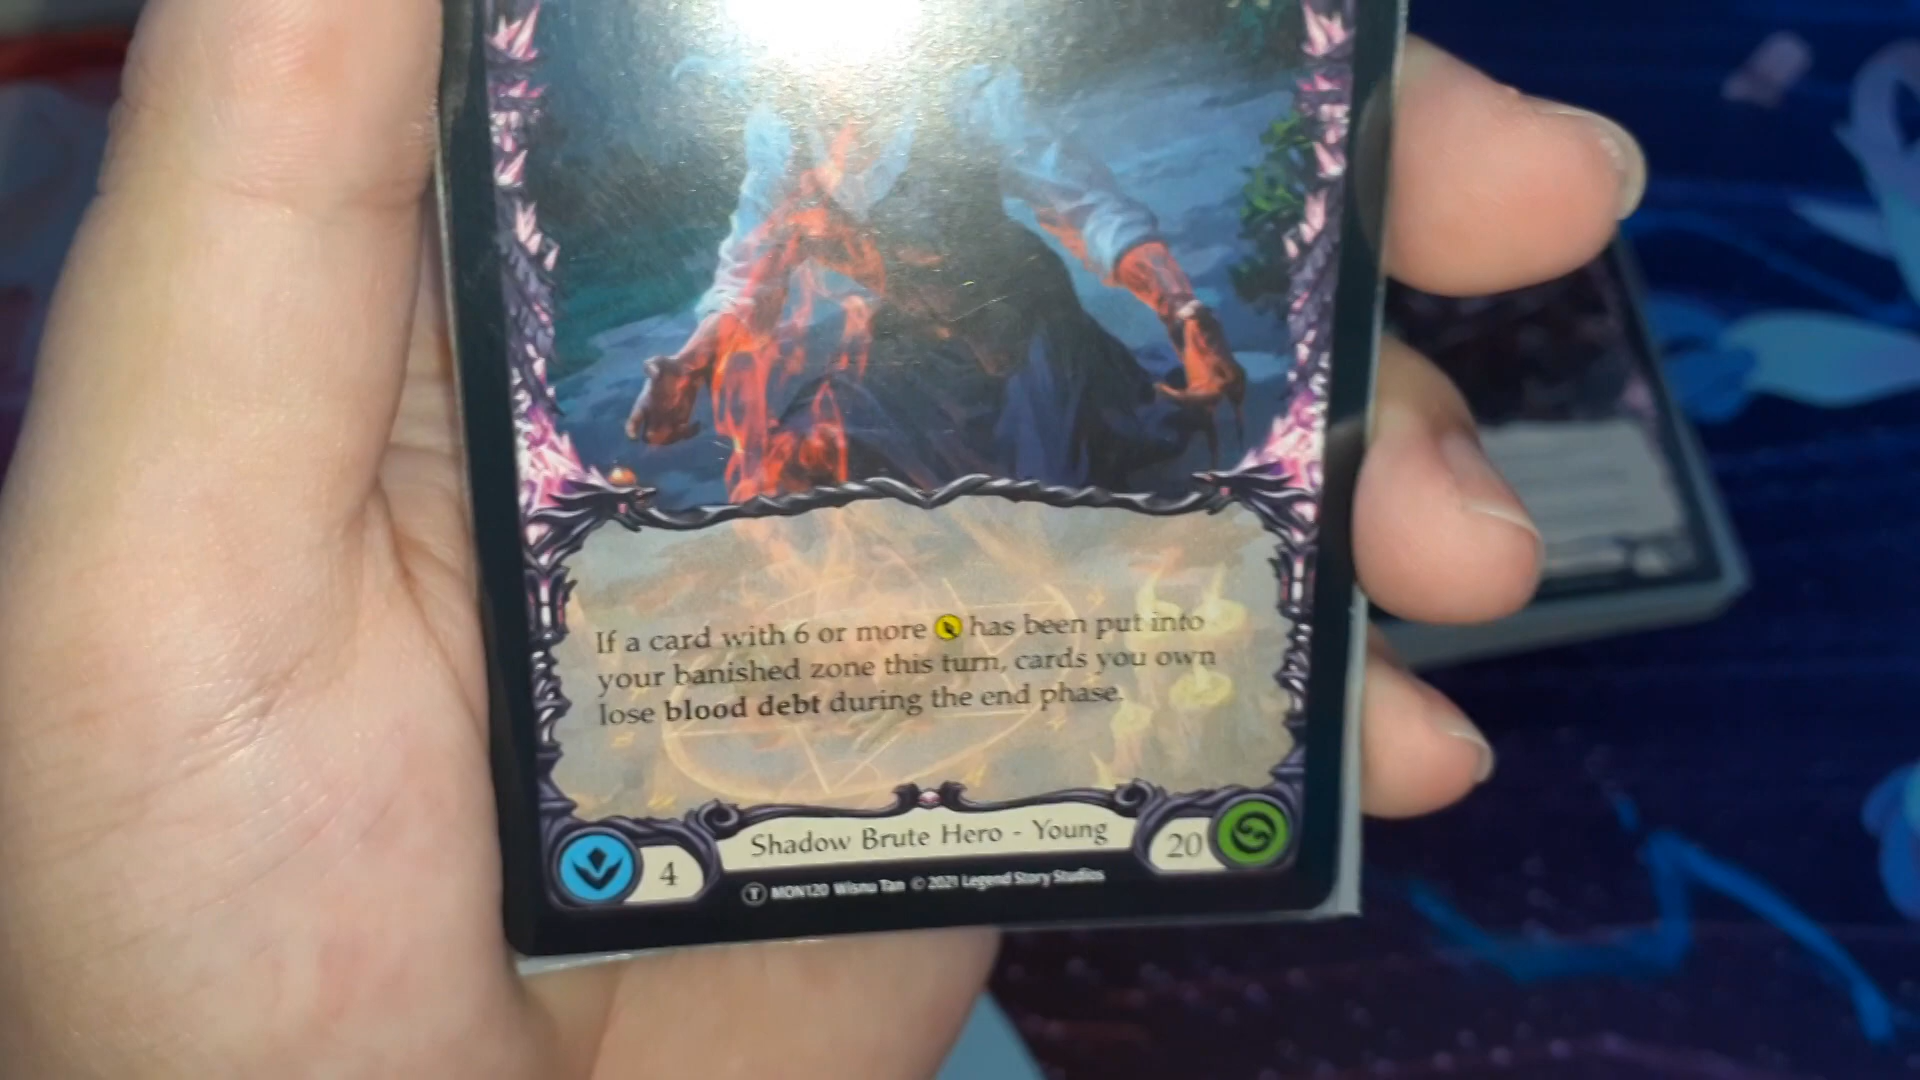 If a card with 6 or more has been put into
your banished zone this turn, cards you own
lose blood debt during the end phase.
Shadow Brute Hero - Young
4
20
T MON120 Wisnu Tan © 2021 Legend Story Studios